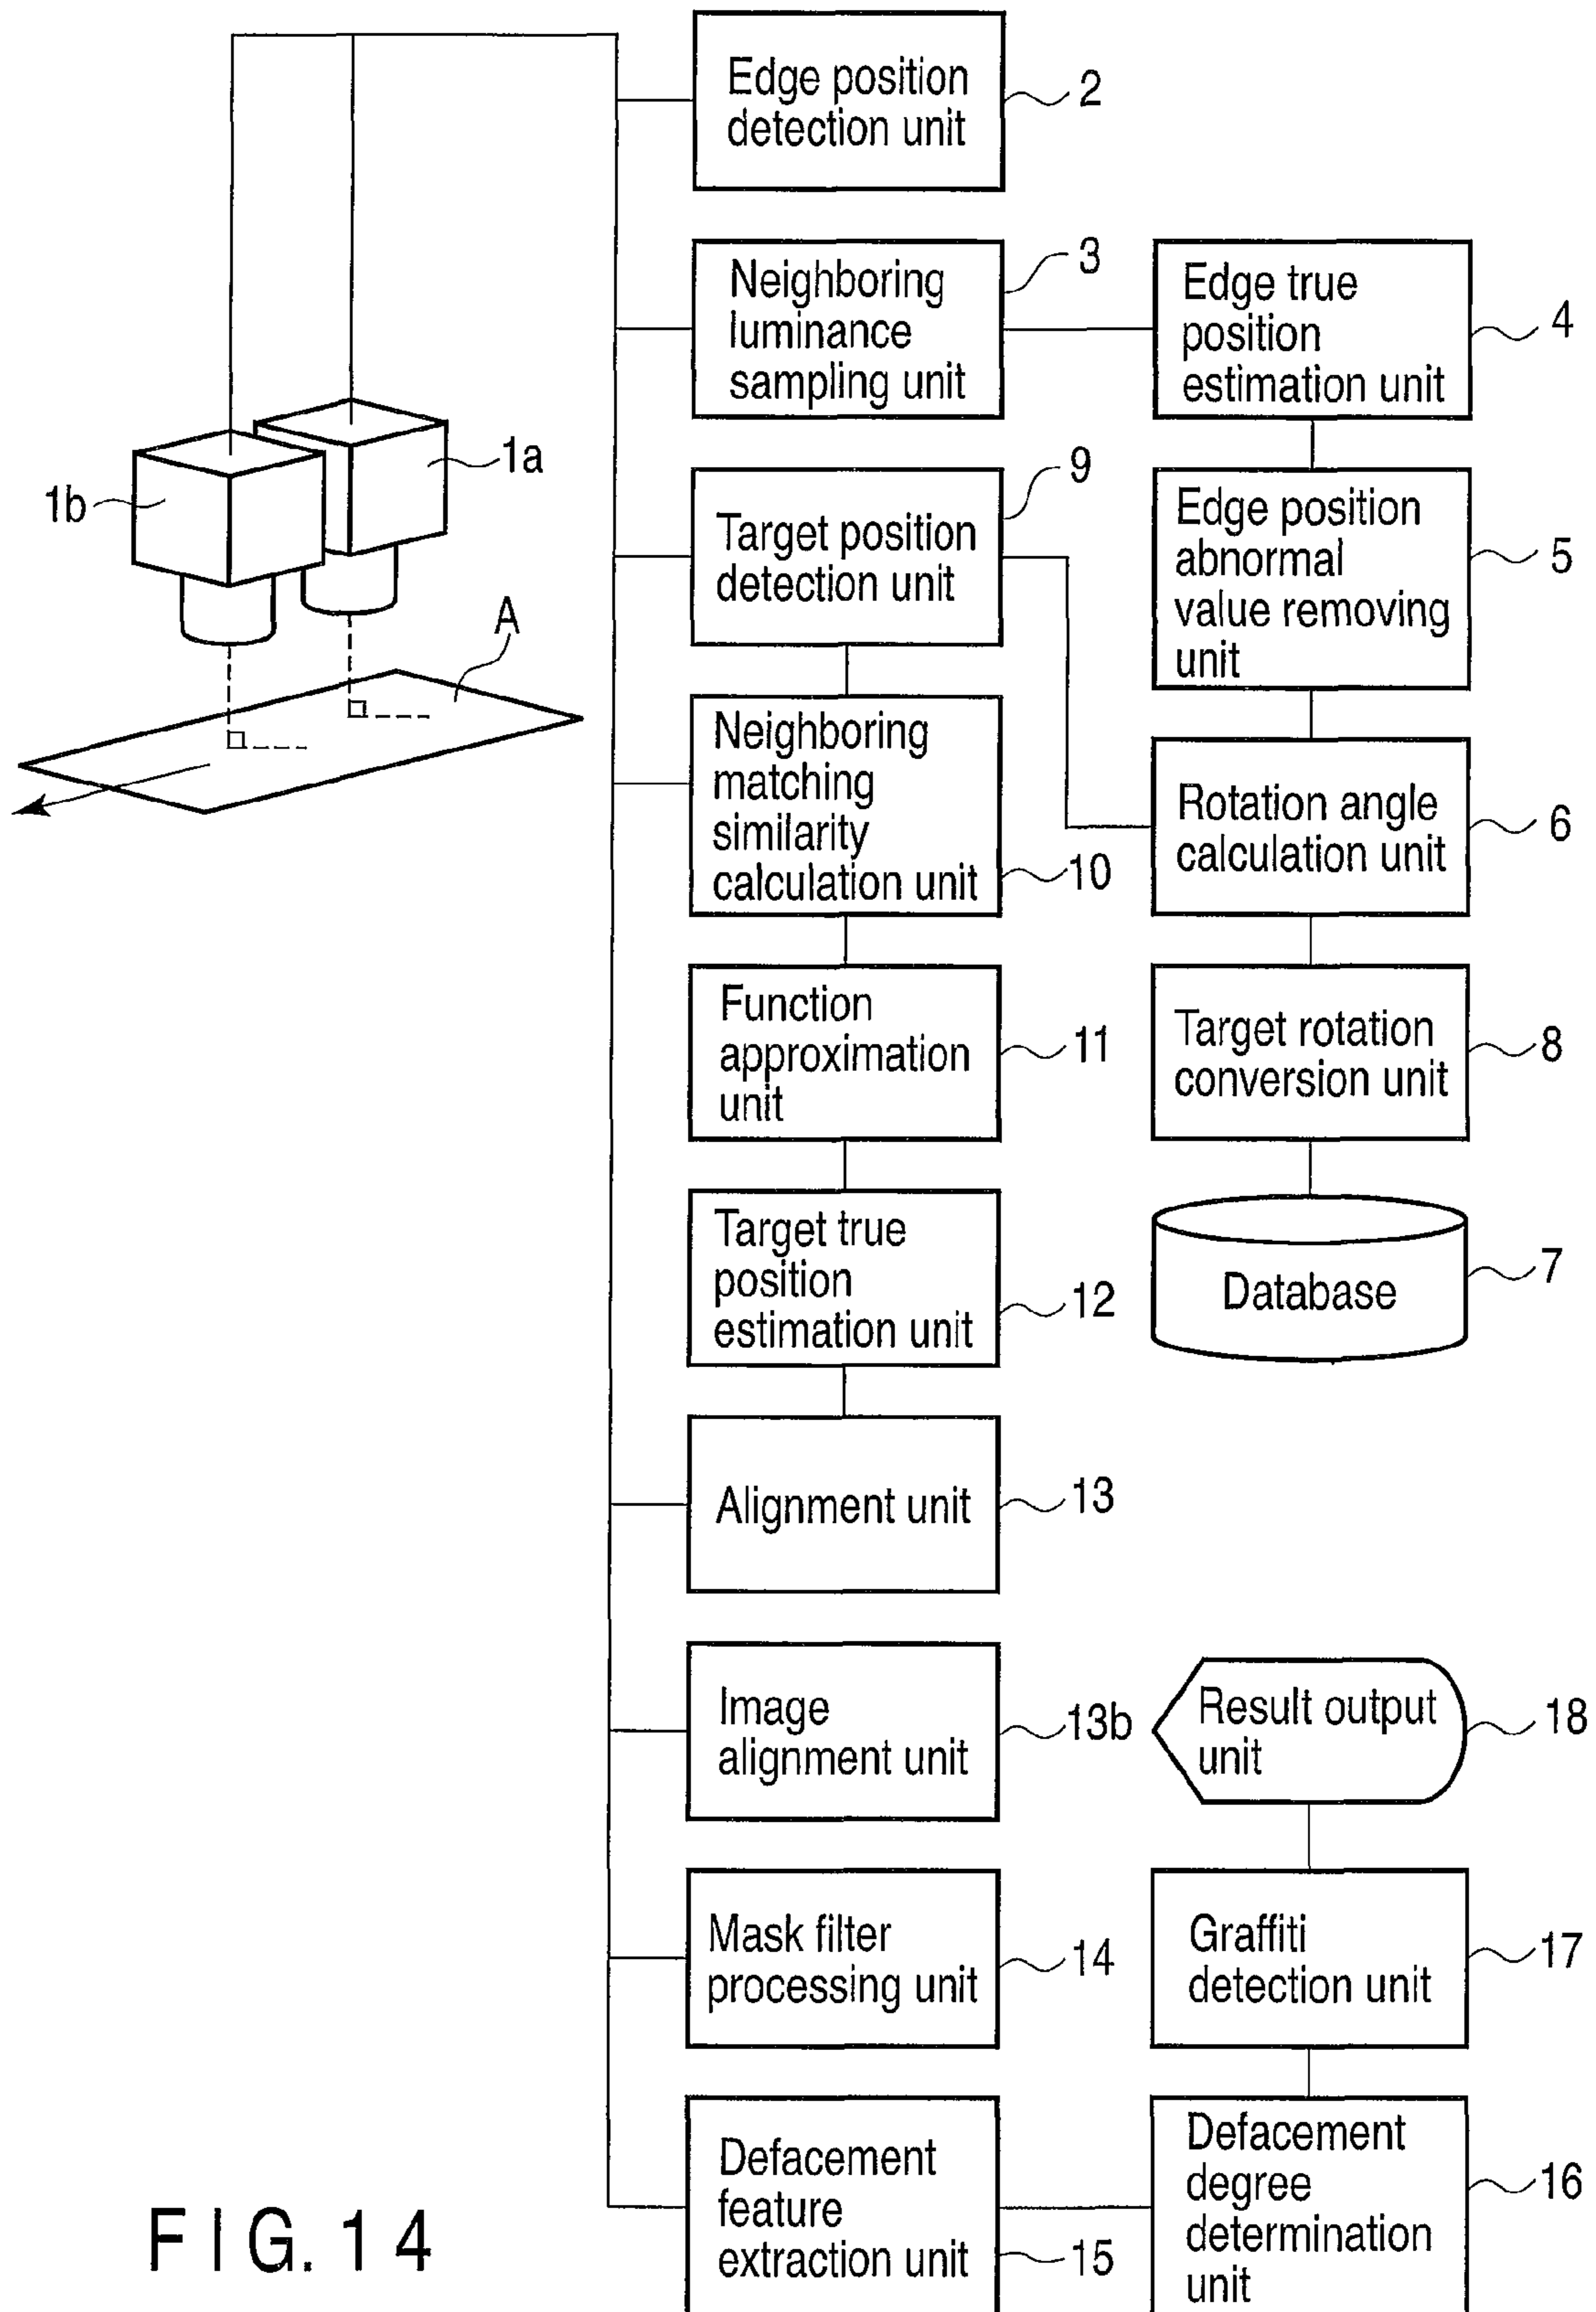 Edge position
detection unit
2
Neighboring
luminance
sampling unit
3
Edge true
position
estimation unit
4
1a
1b
A
Target position
detection unit
9
Edge position
abnormal
value removing
unit
5
Neighboring
matching
similarity
calculation unit
10
Rotation angle
calculation unit
6
Function
approximation
unit
11
Target rotation
conversion unit
8
Target true
position
estimation unit
12
Database
7
Alignment unit
13
Image
alignment unit
13b
Result output
unit
18
Mask filter
processing unit
14
Graffiti
detection unit
17
Defacement
feature
extraction unit
15
Defacement
degree
determination
unit
16
FIG. 14